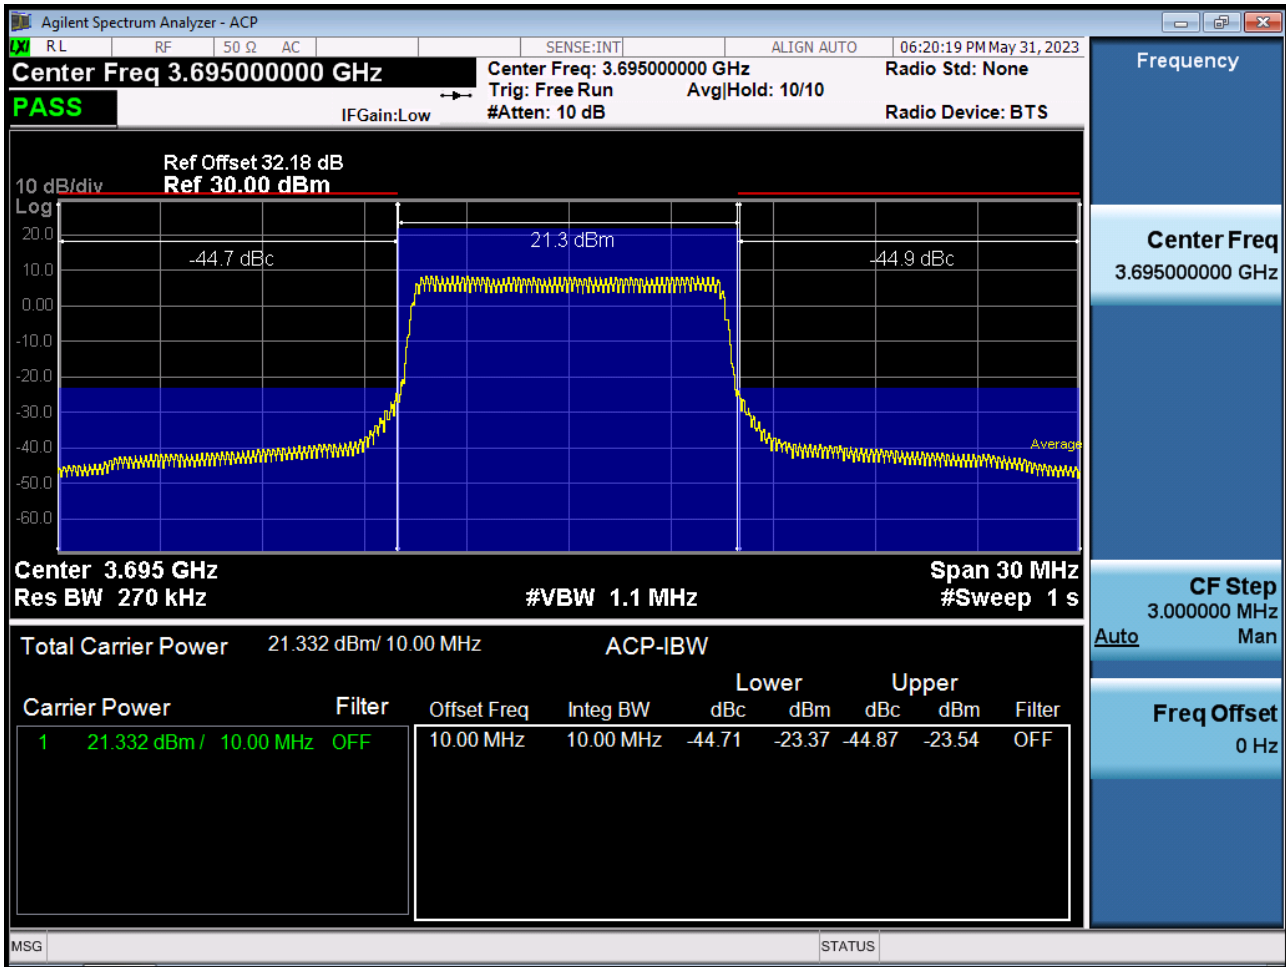 Agilent Spectrum Analyzer - ACP
LXI RL RF 50 Ω AC SENSE:INT ALIGN AUTO 06:20:19 PM May 31, 2023
Center Freq 3.695000000 GHz
Center Freq: 3.695000000 GHz
Radio Std: None
Trig: Free Run Avg|Hold: 10/10
PASS
IFGain:Low
#Atten: 10 dB
Radio Device: BTS
Ref Offset 32.18 dB
10 dB/div Ref 30.00 dBm
Log
20.0
10.0
0.00
-10.0
-20.0
-30.0
-40.0
-50.0
-60.0
-44.7 dBc
21.3 dBm
-44.9 dBc
Average
Center 3.695 GHz Span 30 MHz
Res BW 270 kHz #VBW 1.1 MHz #Sweep 1 s
Total Carrier Power 21.332 dBm/ 10.00 MHz ACP-IBW
Lower Upper
Carrier Power Filter Offset Freq Integ BW dBc dBm dBc dBm Filter
1 21.332 dBm / 10.00 MHz OFF 10.00 MHz 10.00 MHz -44.71 -23.37 -44.87 -23.54 OFF
MSG STATUS
Frequency
Center Freq
3.695000000 GHz
CF Step
3.000000 MHz
Auto Man
Freq Offset
0 Hz